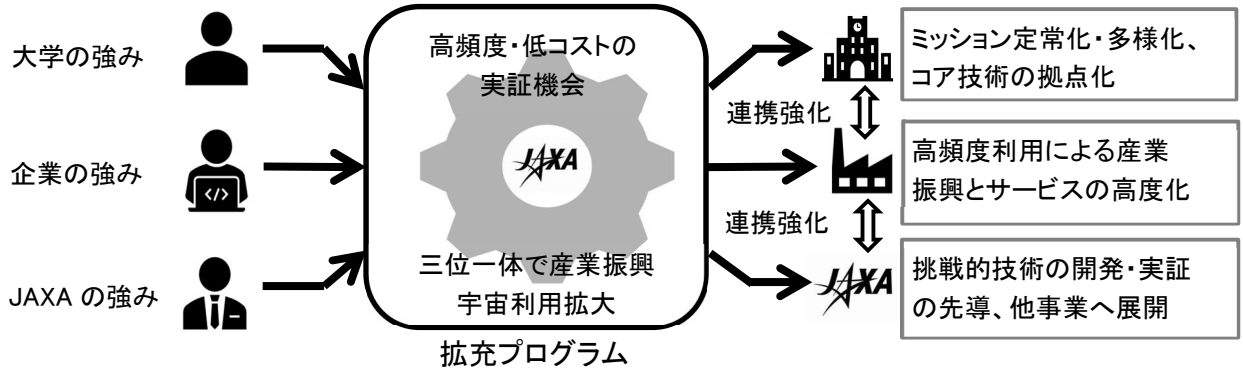 大学の強み
企業の強み
</>
JAXA の強み
高頻度・低コストの
実証機会
JAXA
三位一体で産業振興
宇宙利用拡大
拡充プログラム
連携強化
連携強化
JAXA
ミッション定常化・多様化、
コア技術の拠点化
高頻度利用による産業
振興とサービスの高度化
挑戦的技術の開発・実証
の先導、他事業へ展開